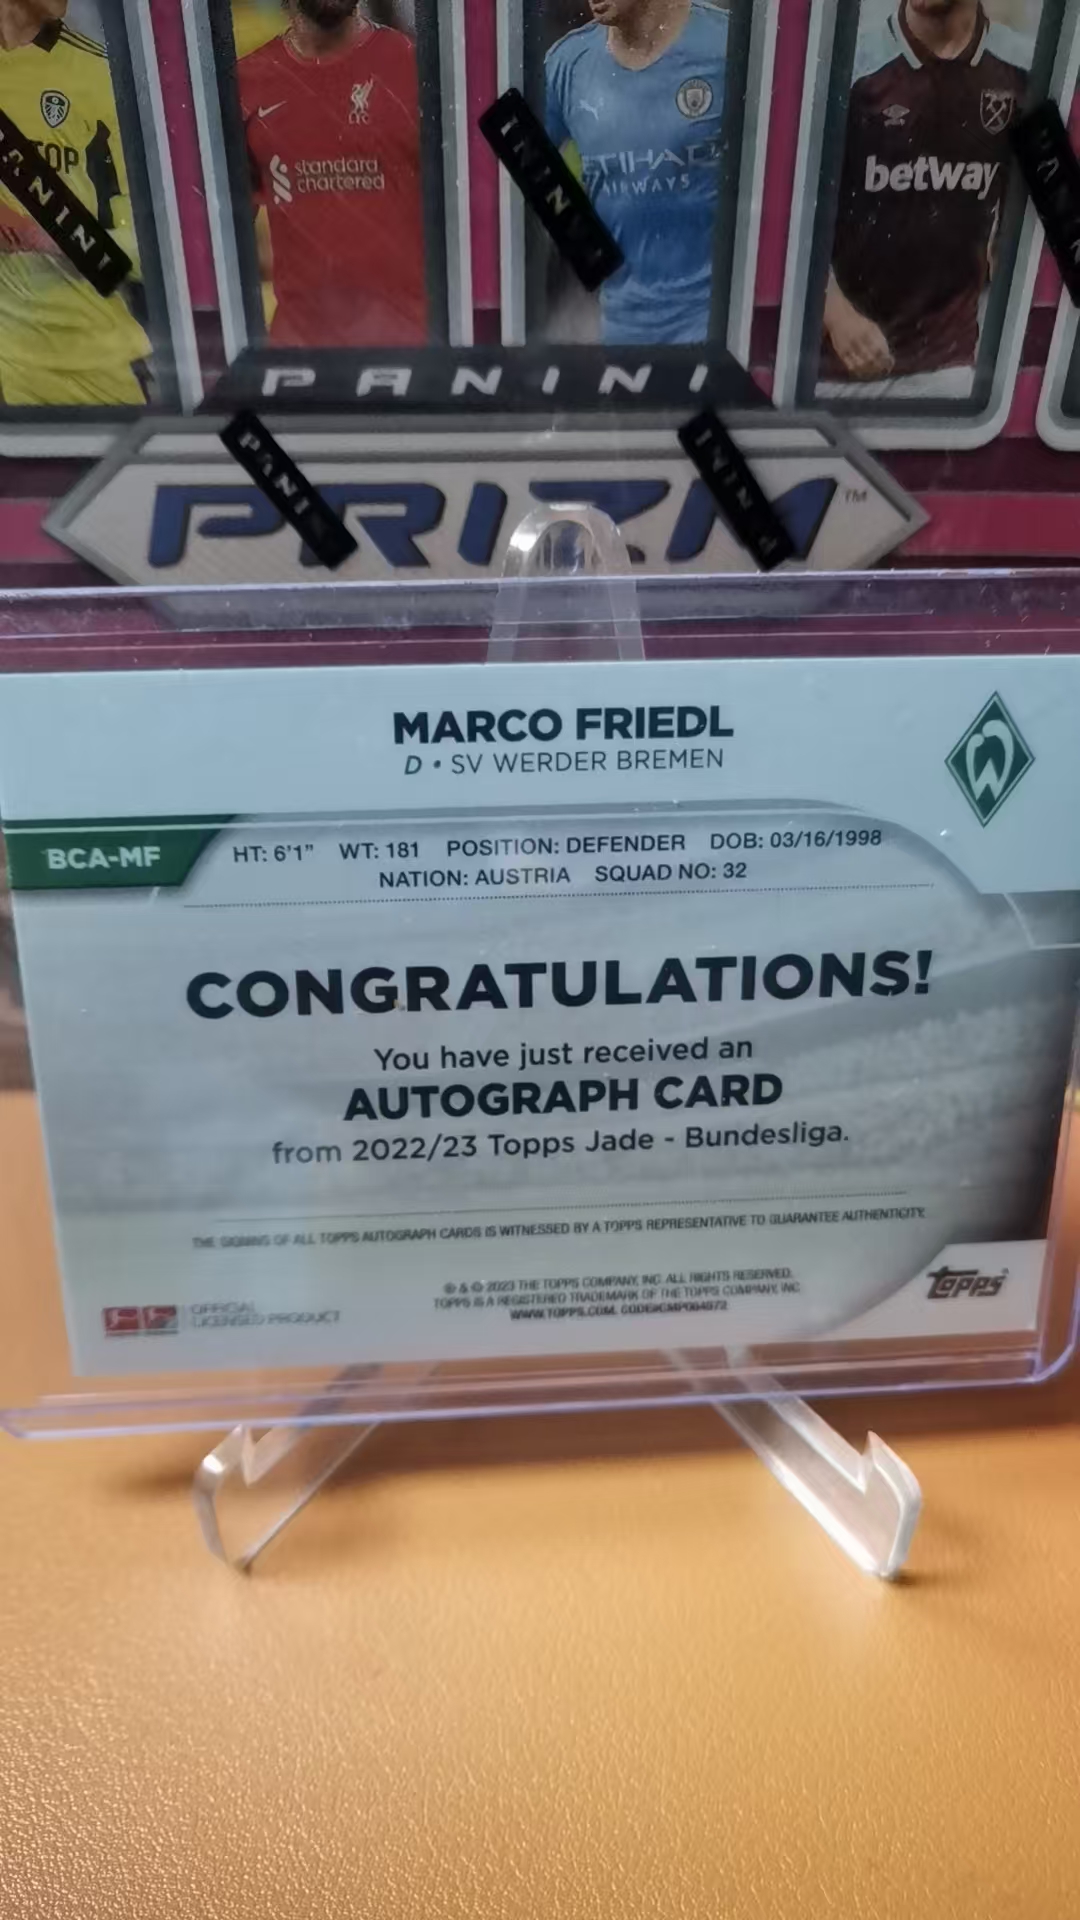 TOP
LFC
standard
chartered
ETIHAD
AIRWAYS
betway
PANINI
PANINI
PANINI
PRIZM™
PANINI
MARCO FRIEDL
D • SV WERDER BREMEN
BCA-MF
HT: 6'1" WT: 181 POSITION: DEFENDER DOB: 03/16/1998
NATION: AUSTRIA SQUAD NO: 32
CONGRATULATIONS!
You have just received an
AUTOGRAPH CARD
from 2022/23 Topps Jade - Bundesliga.
THE SIGNING OF ALL TOPPS AUTOGRAPH CARDS IS WITNESSED BY A TOPPS REPRESENTATIVE TO GUARANTEE AUTHENTICITY.
® & © 2023 THE TOPPS COMPANY, INC. ALL RIGHTS RESERVED.
TOPPS IS A REGISTERED TRADEMARK OF THE TOPPS COMPANY, INC.
WWW.TOPPS.COM.
OFFICIAL
LICENSED PRODUCT
topps